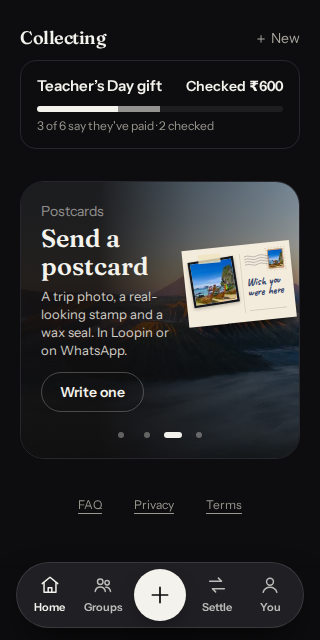 Collecting
+ New
Teacher's Day gift
Checked ₹600
3 of 6 say they've paid · 2 checked
Postcards
Send a
postcard
Wish you
were here
A trip photo, a real-
looking stamp and a
wax seal. In Loopin or
on WhatsApp.
Write one
FAQ
Privacy
Terms
Home
Groups
+
Settle
You